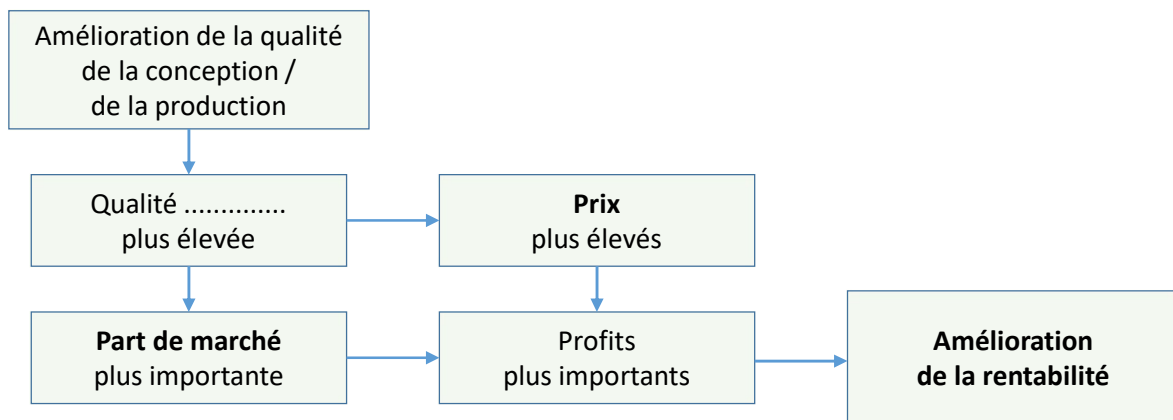 Amélioration de la qualité
de la conception /
de la production
Qualité ..............
plus élevée
Prix
plus élevés
Part de marché
plus importante
Profits
plus importants
Amélioration
de la rentabilité